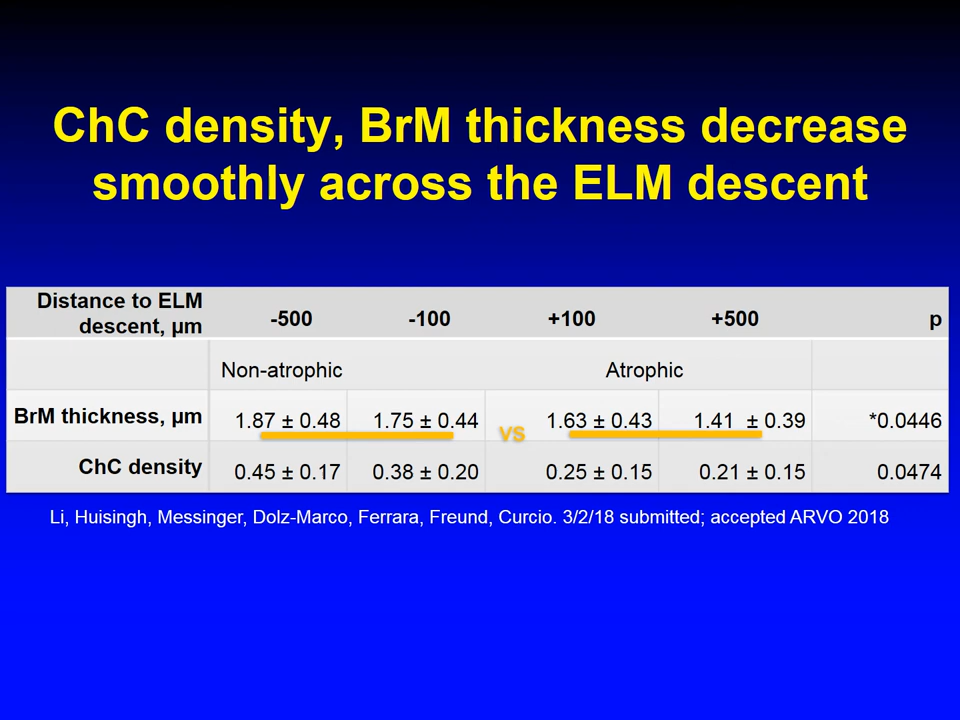 ChC density, BrM thickness decrease
smoothly across the ELM descent
Distance to ELM
descent, µm -500 -100 +100 +500 p
Non-atrophic Atrophic
BrM thickness, µm 1.87 ± 0.48 1.75 ± 0.44 vs 1.63 ± 0.43 1.41 ± 0.39 *0.0446
ChC density 0.45 ± 0.17 0.38 ± 0.20 0.25 ± 0.15 0.21 ± 0.15 0.0474
Li, Huisingh, Messinger, Dolz-Marco, Ferrara, Freund, Curcio. 3/2/18 submitted; accepted ARVO 2018